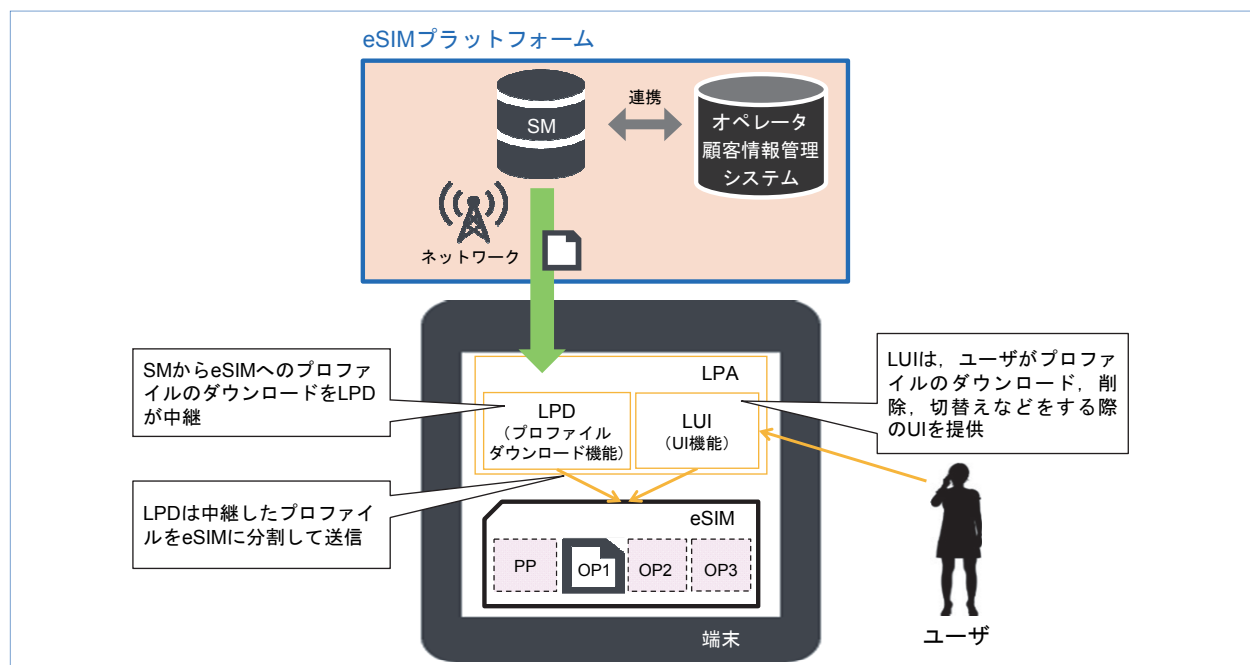 eSIMプラットフォーム
SM
連携
オペレータ
顧客情報管理
システム
ネットワーク
SMからeSIMへのプロファ
イルのダウンロードをLPD
が中継
LPA
LPD
(プロファイル
ダウンロード機能)
LUI
(UI機能)
LUIは，ユーザがプロファ
イルのダウンロード，削
除，切替えなどをする際
のUIを提供
LPDは中継したプロファイ
ルをeSIMに分割して送信
eSIM
PP
OP1
OP2
OP3
端末
ユーザ